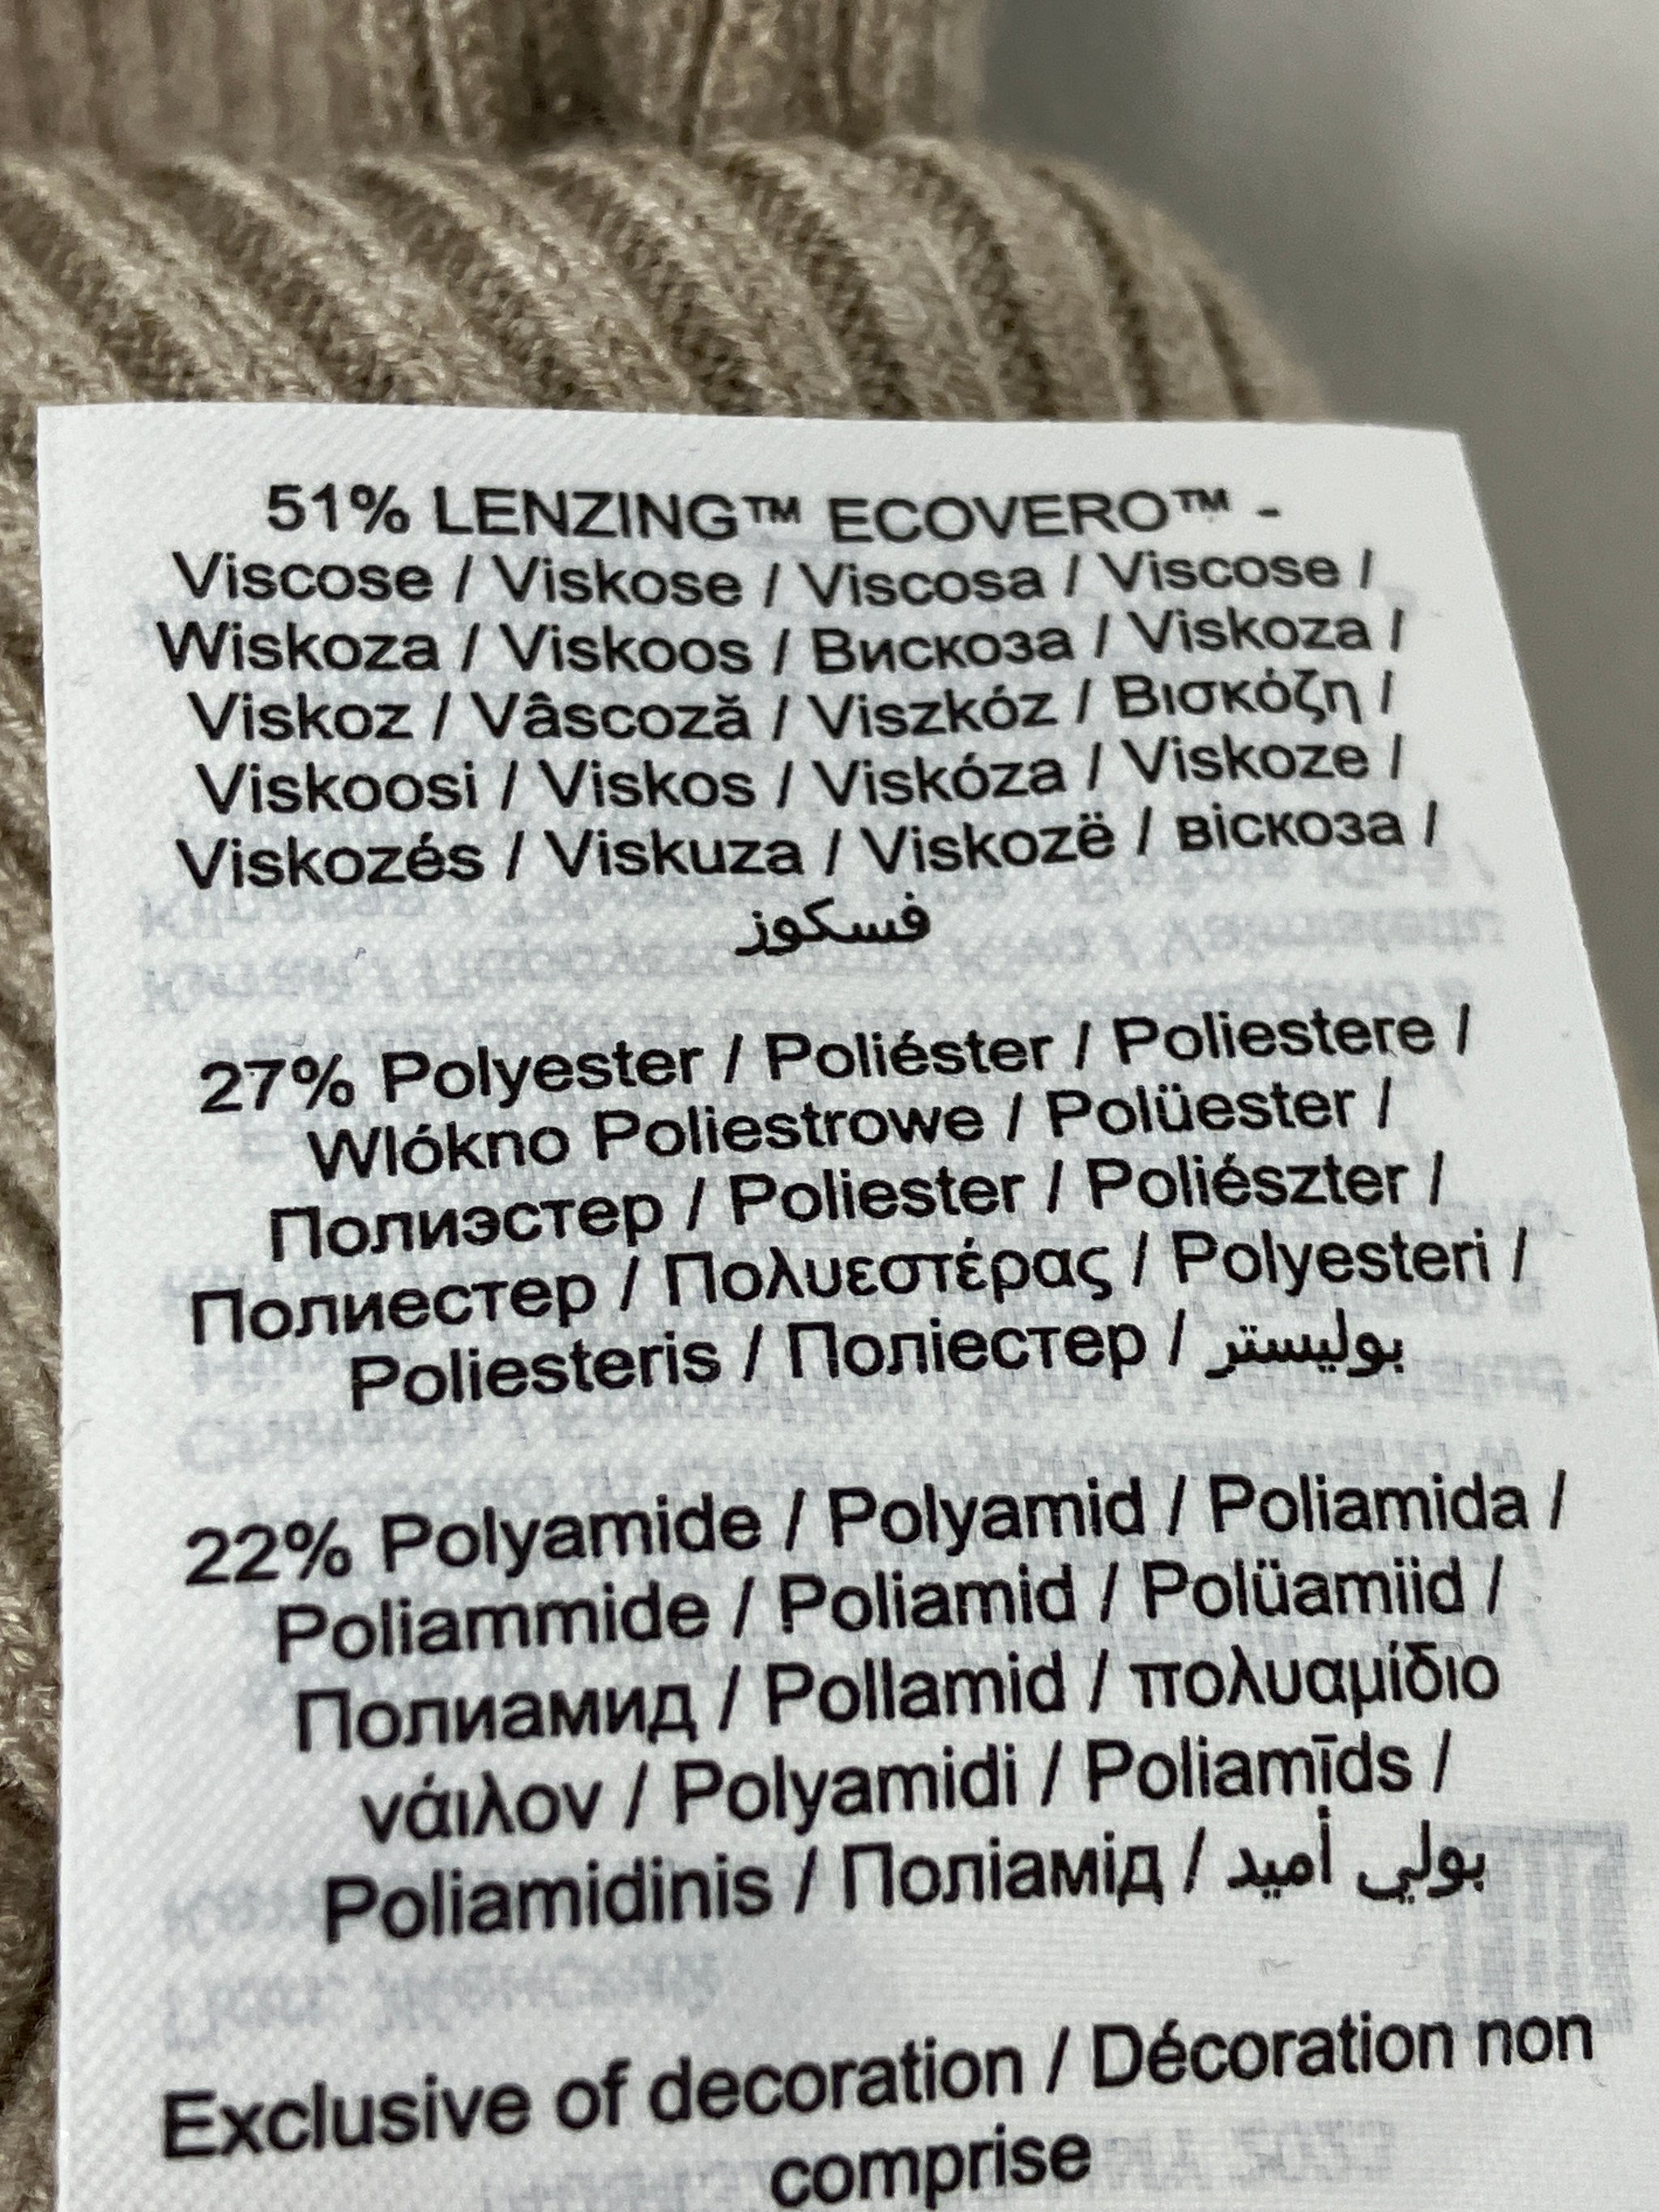 51% LENZING™ ECOVERO™ -
Viscose / Viskose / Viscosa / Viscose /
Wiskoza / Viskoos / Вискоза / Viskoza /
Viskoz / Vâscoză / Viszkóz / Βισκόζη /
Viskoosi / Viskos / Viskóza / Viskoze /
Viskozés / Viskuza / Viskozë / віскоза /
فسكوز
27% Polyester / Poliéster / Poliestere /
Wlókno Poliestrowe / Polüester /
Полиэстер / Poliester / Poliészter /
Полиестер / Πολυεστέρας / Polyesteri /
Poliesteris / Поліестер / بوليستر
22% Polyamide / Polyamid / Poliamida /
Poliammide / Poliamid / Polüamiid /
Полиамид / Pollamid / πολυαμίδιο
νάιλον / Polyamidi / Poliamīds /
Poliamidinis / Поліамід / بولي أميد
Exclusive of decoration / Décoration non
comprise